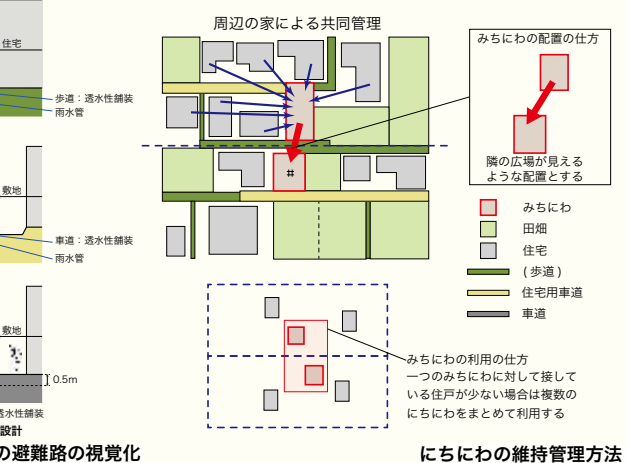 周辺の家による共同管理
住宅
歩道：透水性舗装
雨水管
敷地
車道：透水性舗装
雨水管
敷地
0.5m
透水性舗装
設計
の避難路の視覚化
みちにわの配置の仕方
隣の広場が見える
ような配置とする
みちにわ
田畑
住宅
(歩道)
住宅用車道
車道
みちにわの利用の仕方
一つのみちにわに対して接して
いる住戸が少ない場合は複数の
にちにわをまとめて利用する
にちにわの維持管理方法